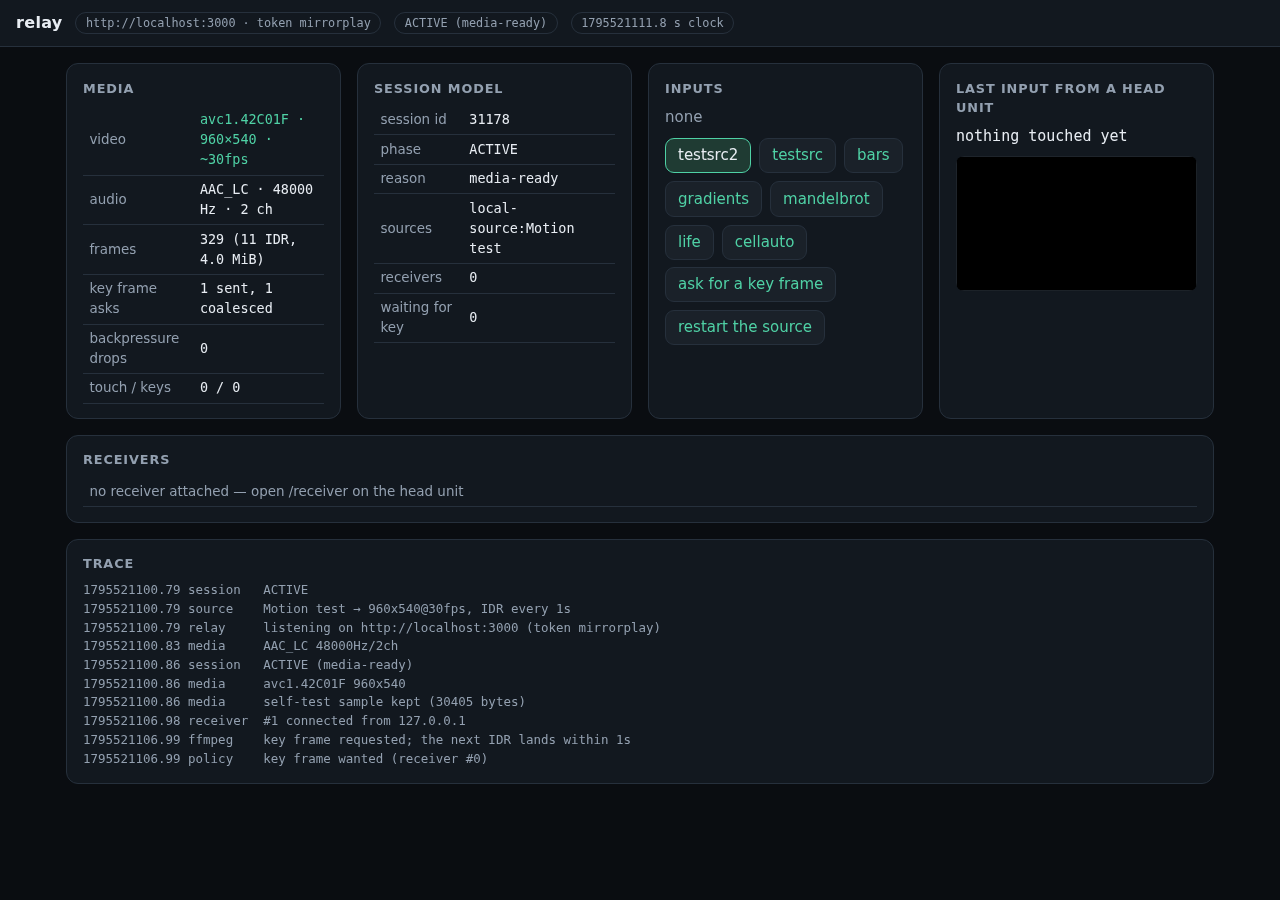 relay
http://localhost:3000 · token mirrorplay
ACTIVE (media-ready)
1795521111.8 s clock
MEDIA
video
avc1.42C01F ·
960×540 ·
~30fps
audio
AAC_LC · 48000
Hz · 2 ch
frames
329 (11 IDR,
4.0 MiB)
key frame
asks
1 sent, 1
coalesced
backpressure
drops
0
touch / keys
0 / 0
SESSION MODEL
session id
31178
phase
ACTIVE
reason
media-ready
sources
local-
source:Motion
test
receivers
0
waiting for
key
0
INPUTS
none
testsrc2
testsrc
bars
gradients
mandelbrot
life
cellauto
ask for a key frame
restart the source
LAST INPUT FROM A HEAD
UNIT
nothing touched yet
RECEIVERS
no receiver attached — open /receiver on the head unit
TRACE
1795521100.79 session   ACTIVE
1795521100.79 source    Motion test → 960x540@30fps, IDR every 1s
1795521100.79 relay     listening on http://localhost:3000 (token mirrorplay)
1795521100.83 media     AAC_LC 48000Hz/2ch
1795521100.86 session   ACTIVE (media-ready)
1795521100.86 media     avc1.42C01F 960x540
1795521100.86 media     self-test sample kept (30405 bytes)
1795521106.98 receiver  #1 connected from 127.0.0.1
1795521106.99 ffmpeg    key frame requested; the next IDR lands within 1s
1795521106.99 policy    key frame wanted (receiver #0)